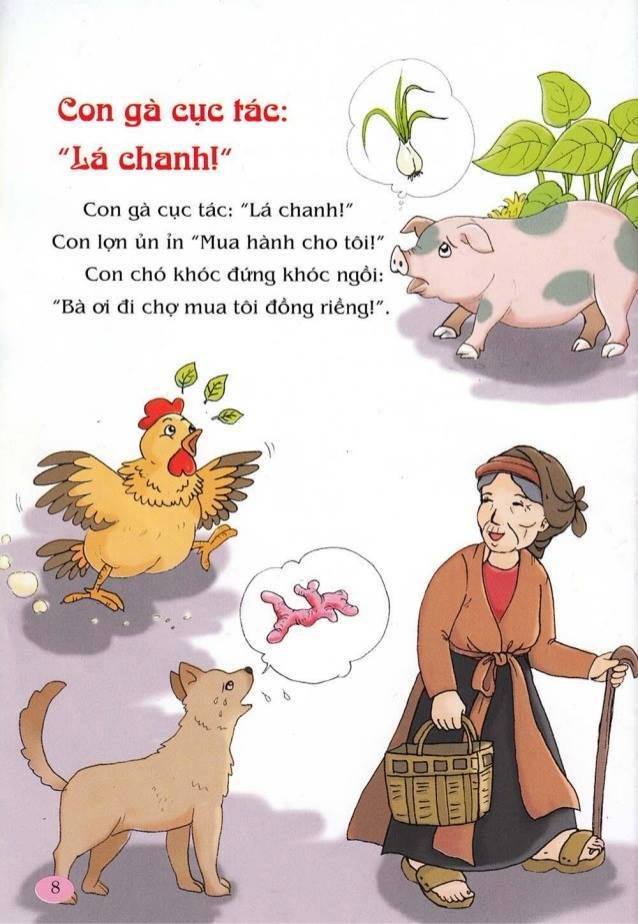 Con gà cục tác:
"Lá chanh!"
Con gà cục tác: "Lá chanh!"
Con lợn ủn ỉn "Mua hành cho tôi!"
Con chó khóc đứng khóc ngồi:
"Bà ơi đi chợ mua tôi đồng riềng!".
8